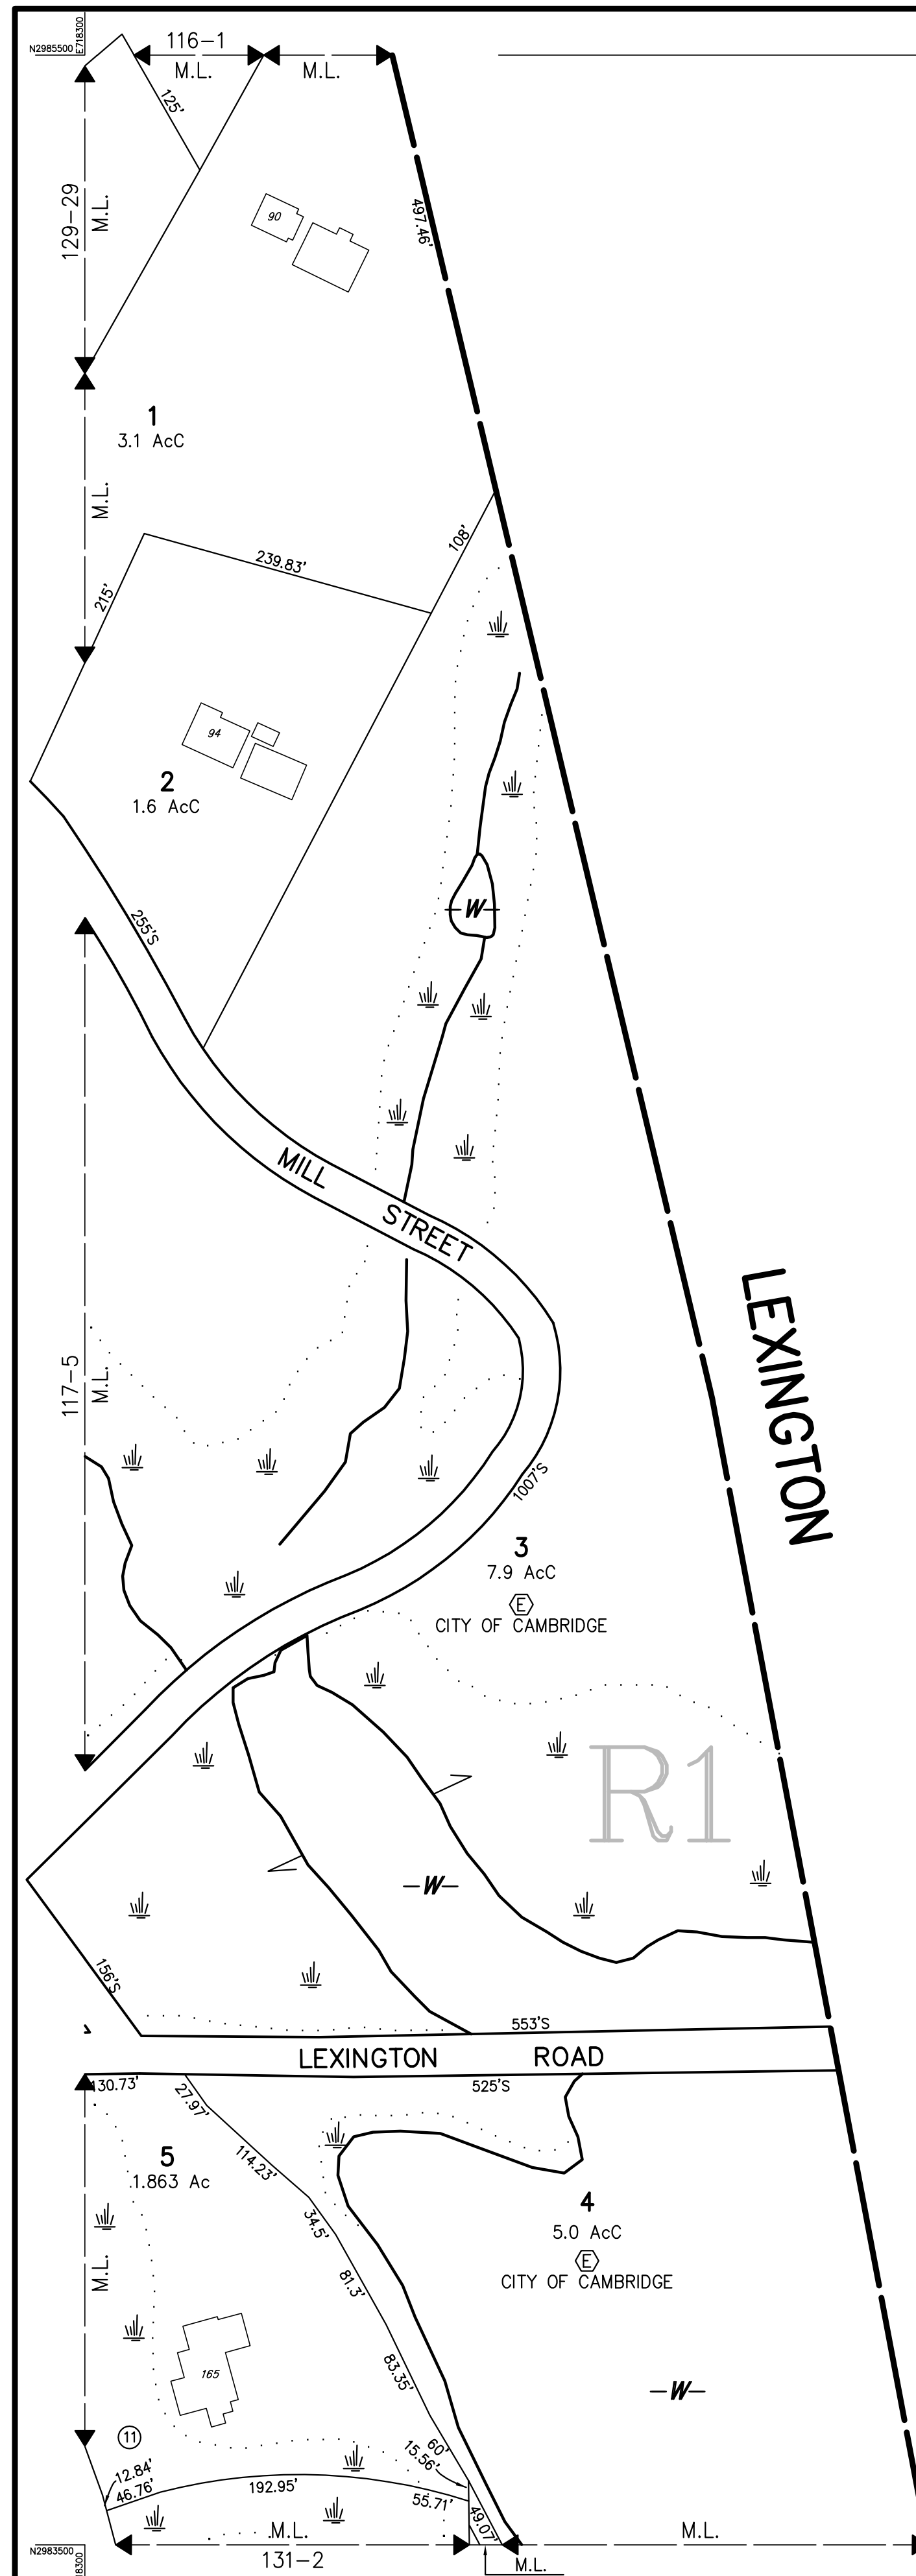 N2985500
E718300
116-1
M.L.
M.L.
125'
129-29
M.L.
90
497.46'
1
3.1 AcC
M.L.
108'
239.83'
215'
94
2
1.6 AcC
W
255'S
MILL STREET
LEXINGTON
117-5
M.L.
1007'S
3
7.9 AcC
E
CITY OF CAMBRIDGE
R1
W
156'S
553'S
LEXINGTON ROAD
130.73'
27.97'
525'S
5
1.863 Ac
114.23'
34.5'
4
5.0 AcC
E
CITY OF CAMBRIDGE
M.L.
81.3'
165
83.35'
W
11
60'
15.56'
12.84'
46.76'
192.95'
55.71'
49.07'
M.L.
M.L.
N2983500
131-2
M.L.
8300